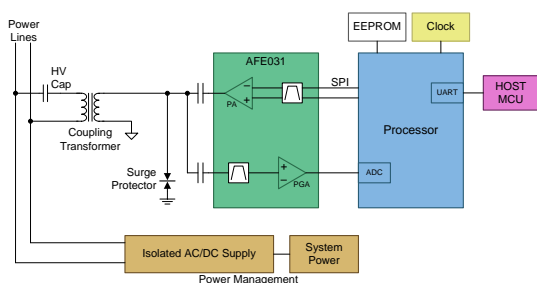 Power
Lines
HV
Cap
Coupling
Transformer
Surge
Protector
AFE031
PA
PGA
SPI
EEPROM
Clock
UART
Processor
ADC
HOST
MCU
Isolated AC/DC Supply
System
Power
Power Management